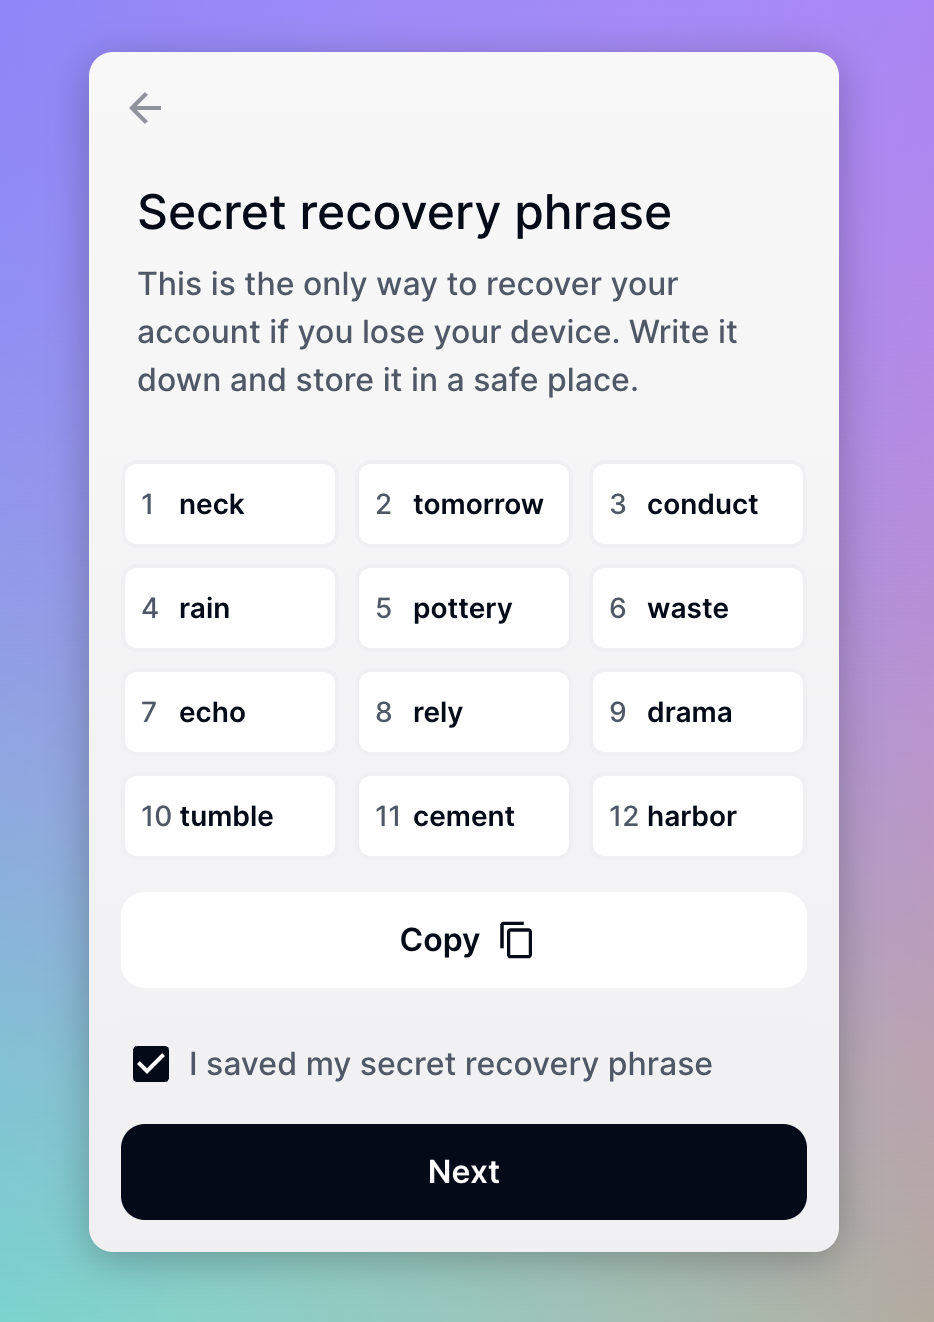 Secret recovery phrase
This is the only way to recover your
account if you lose your device. Write it
down and store it in a safe place.
1 neck 2 tomorrow 3 conduct
4 rain 5 pottery 6 waste
7 echo 8 rely 9 drama
10 tumble 11 cement 12 harbor
Copy
I saved my secret recovery phrase
Next